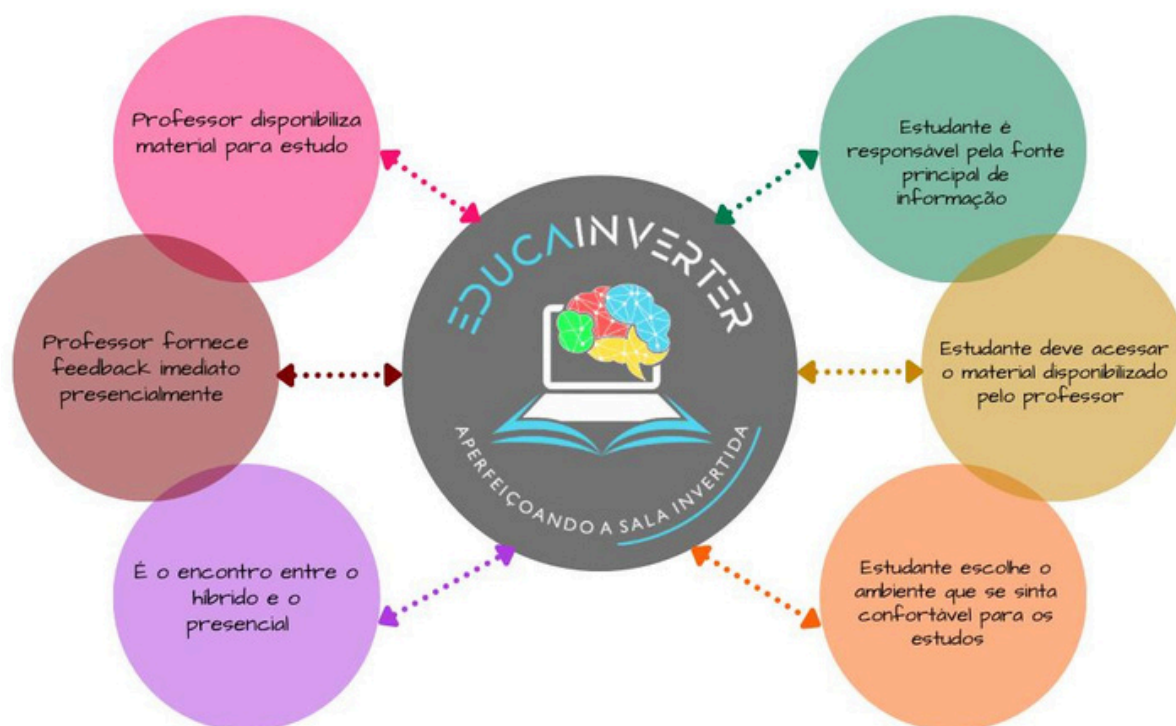 Professor disponibiliza
material para estudo
Professor fornece
feedback imediato
presencialmente
É o encontro entre o
híbrido e o
presencial
EDUCAINVERTER
APERFEIÇOANDO A SALA INVERTIDA
Estudante é
responsável pela fonte
principal de
informação
Estudante deve acessar
o material disponibilizado
pelo professor
Estudante escolhe o
ambiente que se sinta
confortável para os
estudos